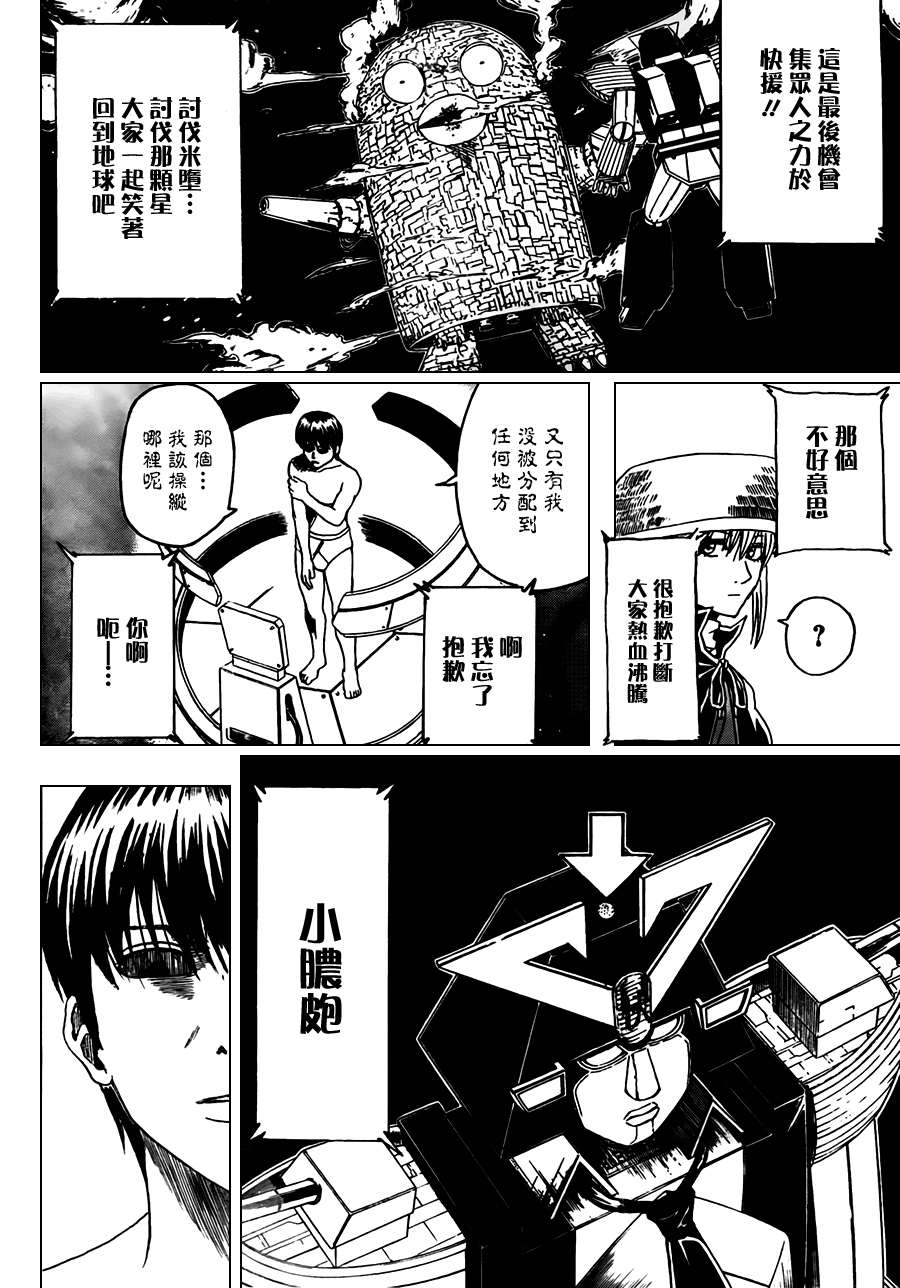 這是最後機會
集眾人之力於
快援!!
討伐米墮…
討伐那顆星
大家一起笑著
回到地球吧
那個
不好意思
?
很抱歉打斷
大家熱血沸騰
又只有我
沒被分配到
任何地方
啊
我忘了
抱歉
那個…
我該操縱
哪裡呢
你啊
呃——…
小膿皰